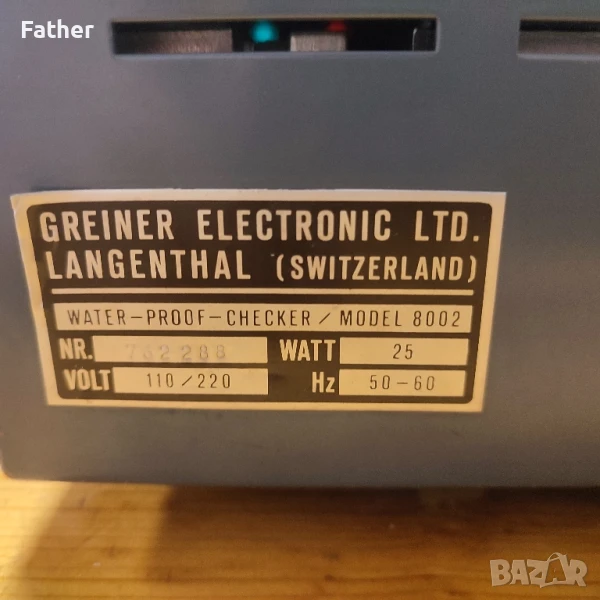 Father
GREINER ELECTRONIC LTD.
LANGENTHAL (SWITZERLAND)
WATER-PROOF-CHECKER / MODEL 8002
NR. 732288 WATT 25
VOLT 110/220 Hz 50-60
BAZAR